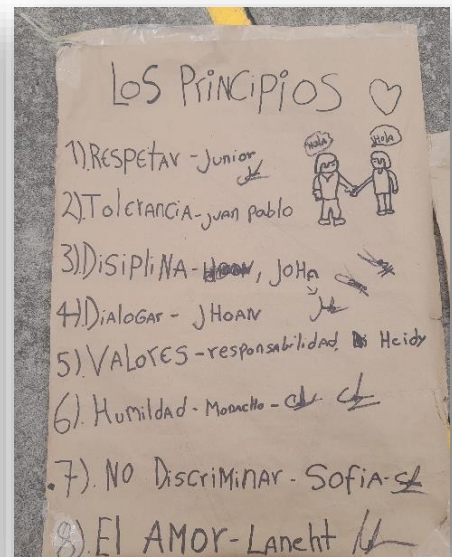 LOS PRINCIPIOS
Hola
Hola
1) RESPETAR - Junior
2) Tolerancia - juan pablo
3) DISIPLINA - , JOHA
4) DIALOGAR - JHOAN
5) VALORES - responsabilidad Heidy
6) Humildad - Monacho -
.7) NO DiscriminAr - SofiA -
8) El AMOR - Laneht